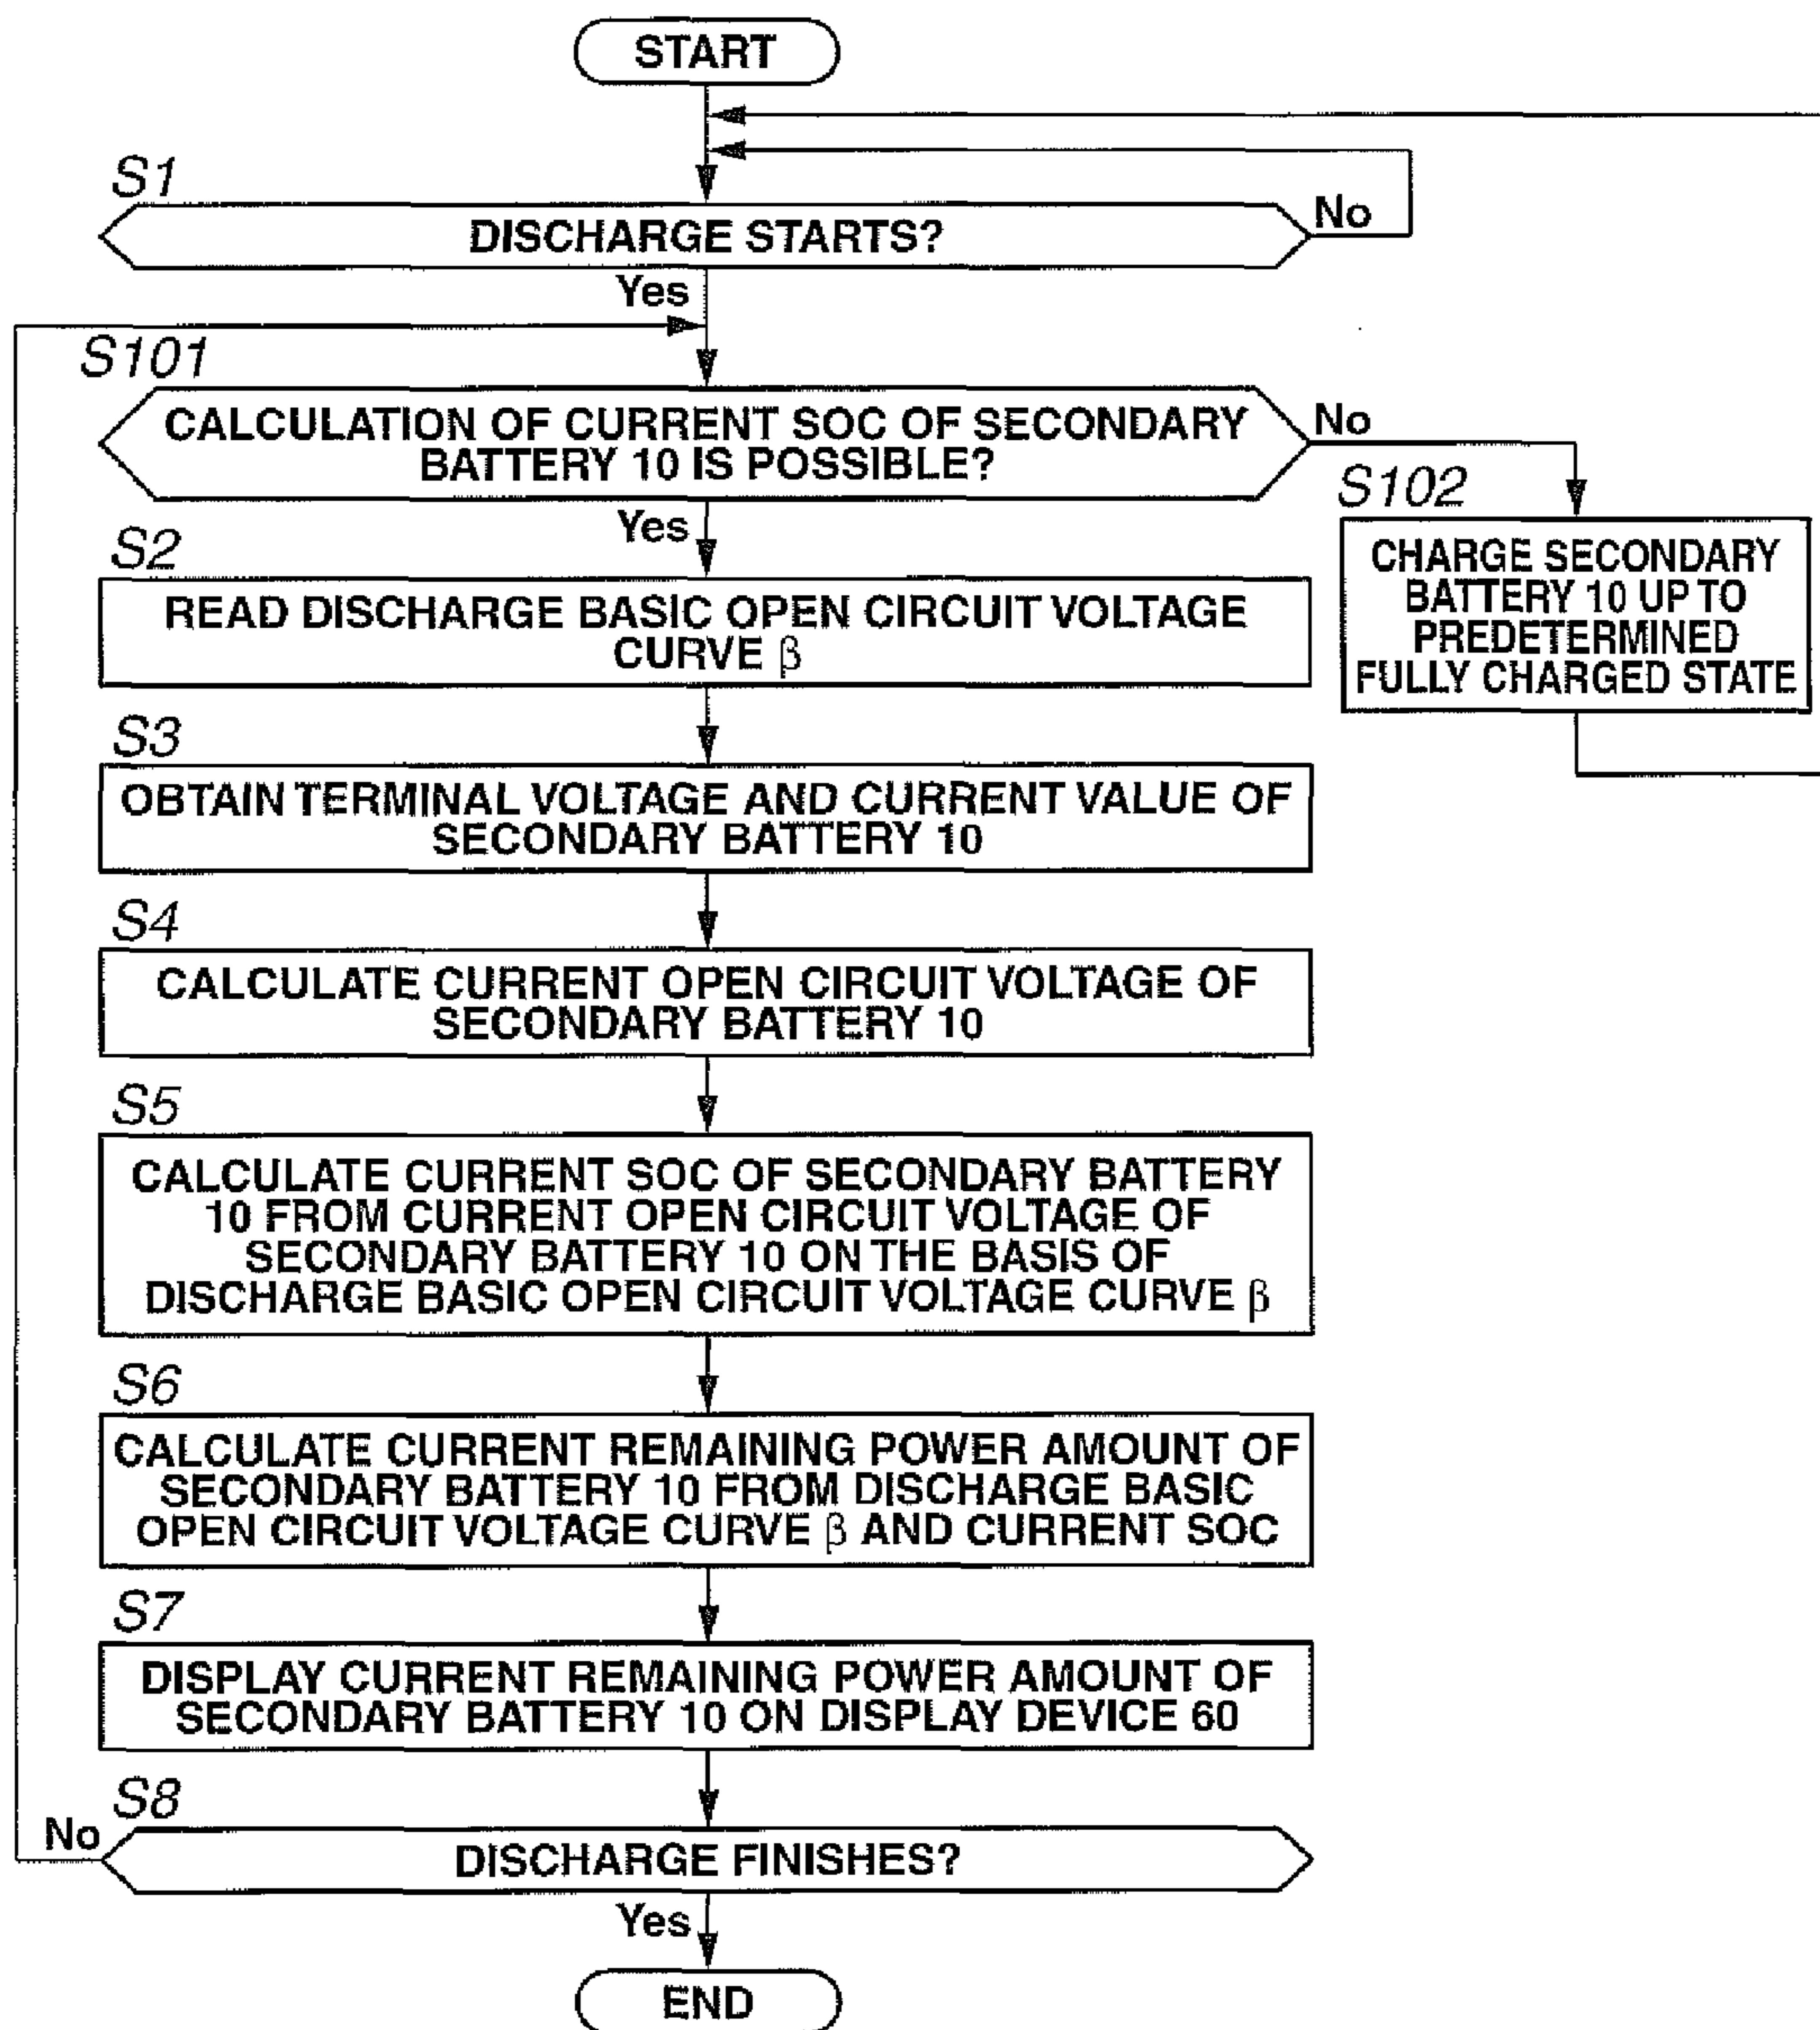 START
S1
DISCHARGE STARTS?
No
Yes
S101
CALCULATION OF CURRENT SOC OF SECONDARY
BATTERY 10 IS POSSIBLE?
No
Yes
S102
CHARGE SECONDARY
BATTERY 10 UP TO
PREDETERMINED
FULLY CHARGED STATE
S2
READ DISCHARGE BASIC OPEN CIRCUIT VOLTAGE
CURVE β
S3
OBTAIN TERMINAL VOLTAGE AND CURRENT VALUE OF
SECONDARY BATTERY 10
S4
CALCULATE CURRENT OPEN CIRCUIT VOLTAGE OF
SECONDARY BATTERY 10
S5
CALCULATE CURRENT SOC OF SECONDARY BATTERY
10 FROM CURRENT OPEN CIRCUIT VOLTAGE OF
SECONDARY BATTERY 10 ON THE BASIS OF
DISCHARGE BASIC OPEN CIRCUIT VOLTAGE CURVE β
S6
CALCULATE CURRENT REMAINING POWER AMOUNT OF
SECONDARY BATTERY 10 FROM DISCHARGE BASIC
OPEN CIRCUIT VOLTAGE CURVE β AND CURRENT SOC
S7
DISPLAY CURRENT REMAINING POWER AMOUNT OF
SECONDARY BATTERY 10 ON DISPLAY DEVICE 60
S8
No
DISCHARGE FINISHES?
Yes
END